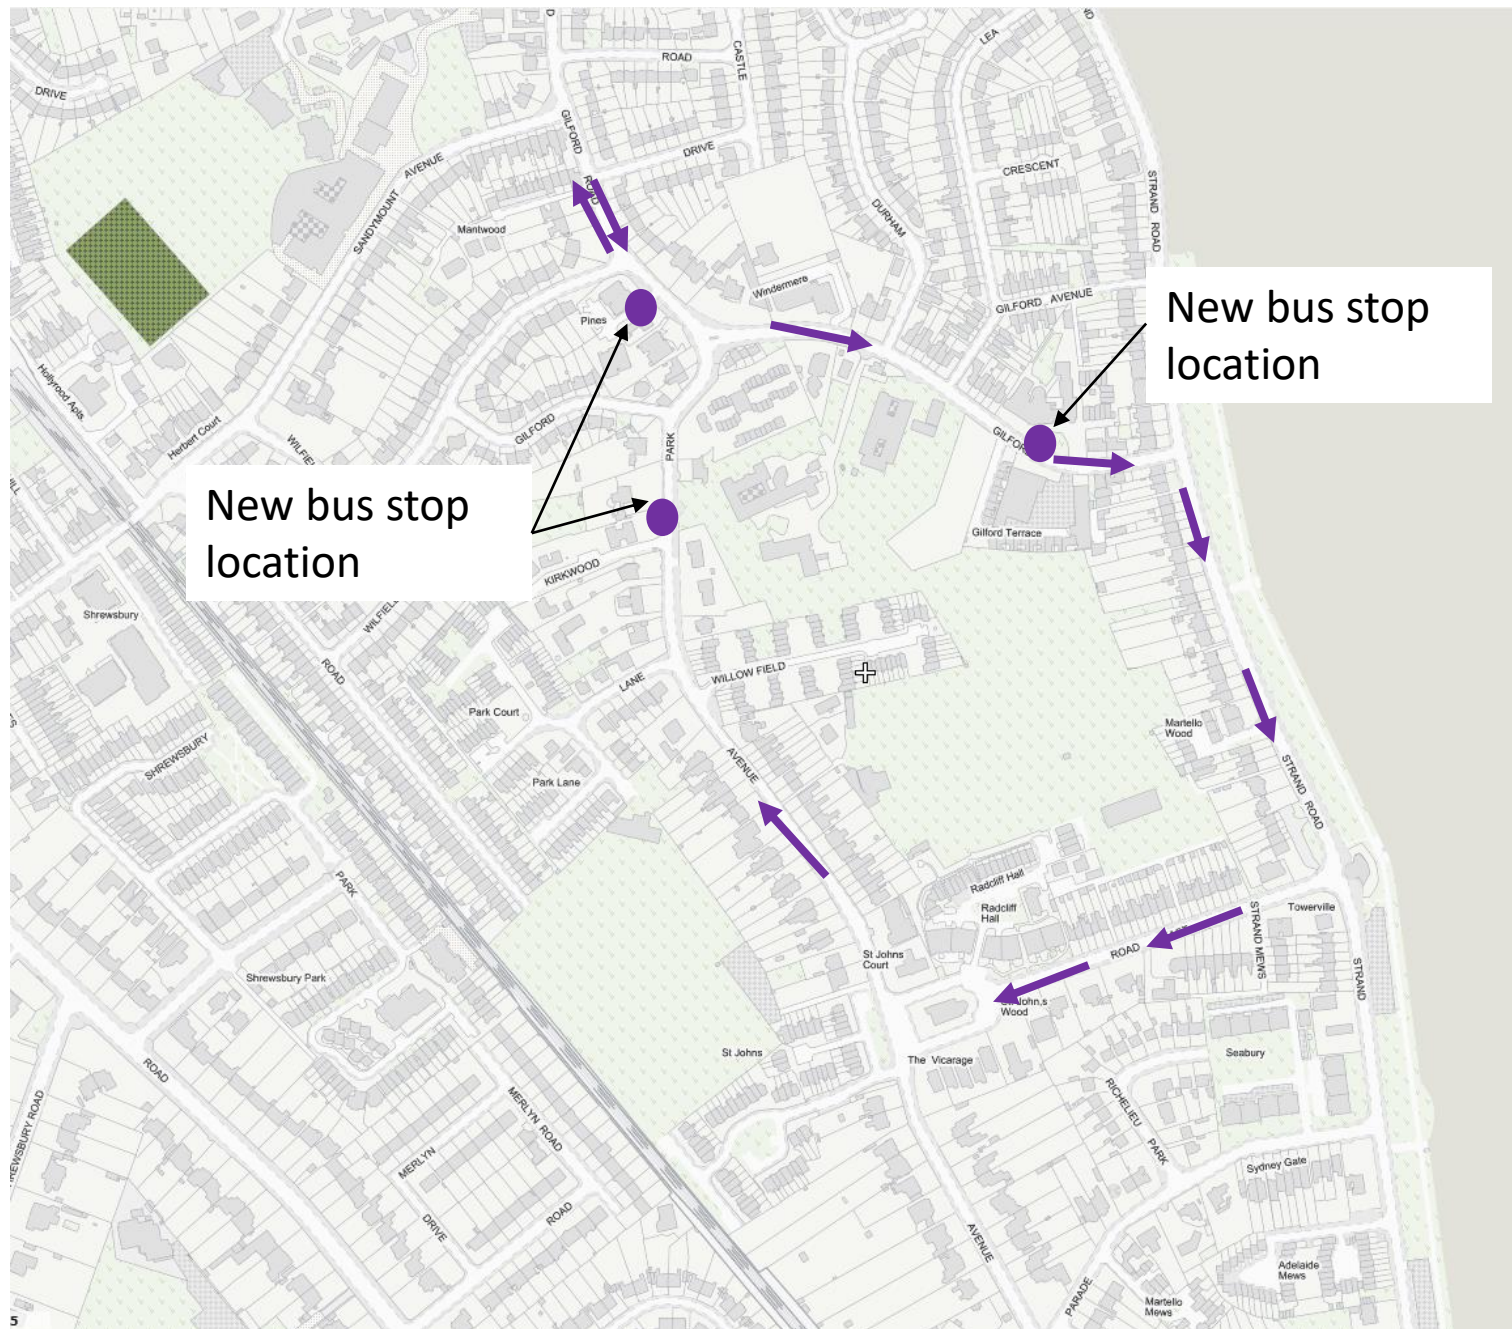 ROAD
CASTLE
LEA
DRIVE
GILFORD
ROAD
DRIVE
AVENUE
SANDYMOUNT
CRESCENT
STRAND ROAD
DURHAM
Mantwood
Windermere
GILFORD AVENUE
Pines
New bus stop
location
Hollyrood Apts
Herbert Court
GILFORD
PARK
New bus stop
location
Gilford Terrace
KIRKWOOD
Shrewsbury
ROAD
LANE
WILLOW FIELD
Park Court
SHREWSBURY
AVENUE
Park Lane
Martello
Wood
STRAND ROAD
PARK
Radcliff Hall
Radcliff
Hall
Towerville
STRAND MEWS
ROAD
St Johns
Court
STRAND
Shrewsbury Park
Wood
St Johns
The Vicarage
Seabury
ROAD
MERLYN ROAD
RICHELIEU
PARK
MERLYN
DRIVE
ROAD
Sydney Gate
AVENUE
PARADE
Adelaide
Mews
Martello
Mews
5